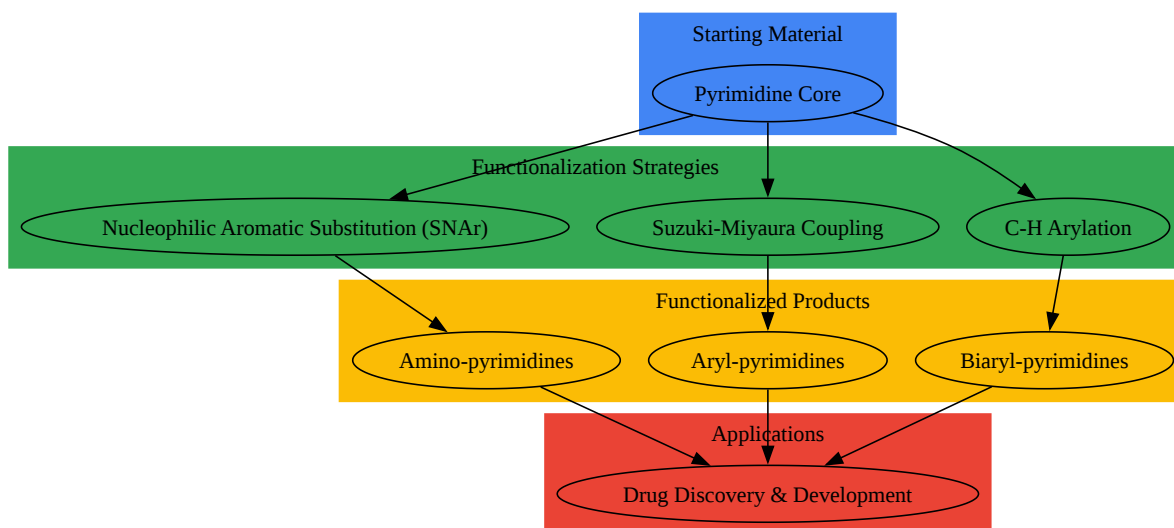 Starting Material
Pyrimidine Core
Functionalization Strategies
Nucleophilic Aromatic Substitution (SNAr)
Suzuki-Miyaura Coupling
C-H Arylation
Functionalized Products
Amino-pyrimidines
Aryl-pyrimidines
Biaryl-pyrimidines
Applications
Drug Discovery & Development